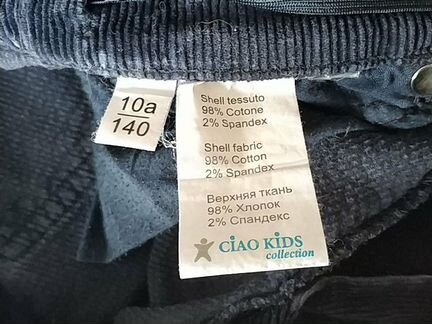 10a
140
Shell tessuto
98% Cotone
2% Spandex
Shell fabric
98% Cotton
2% Spandex
Верхняя ткань
98% Хлопок
2% Спандекс
CIAO KIDS
collection